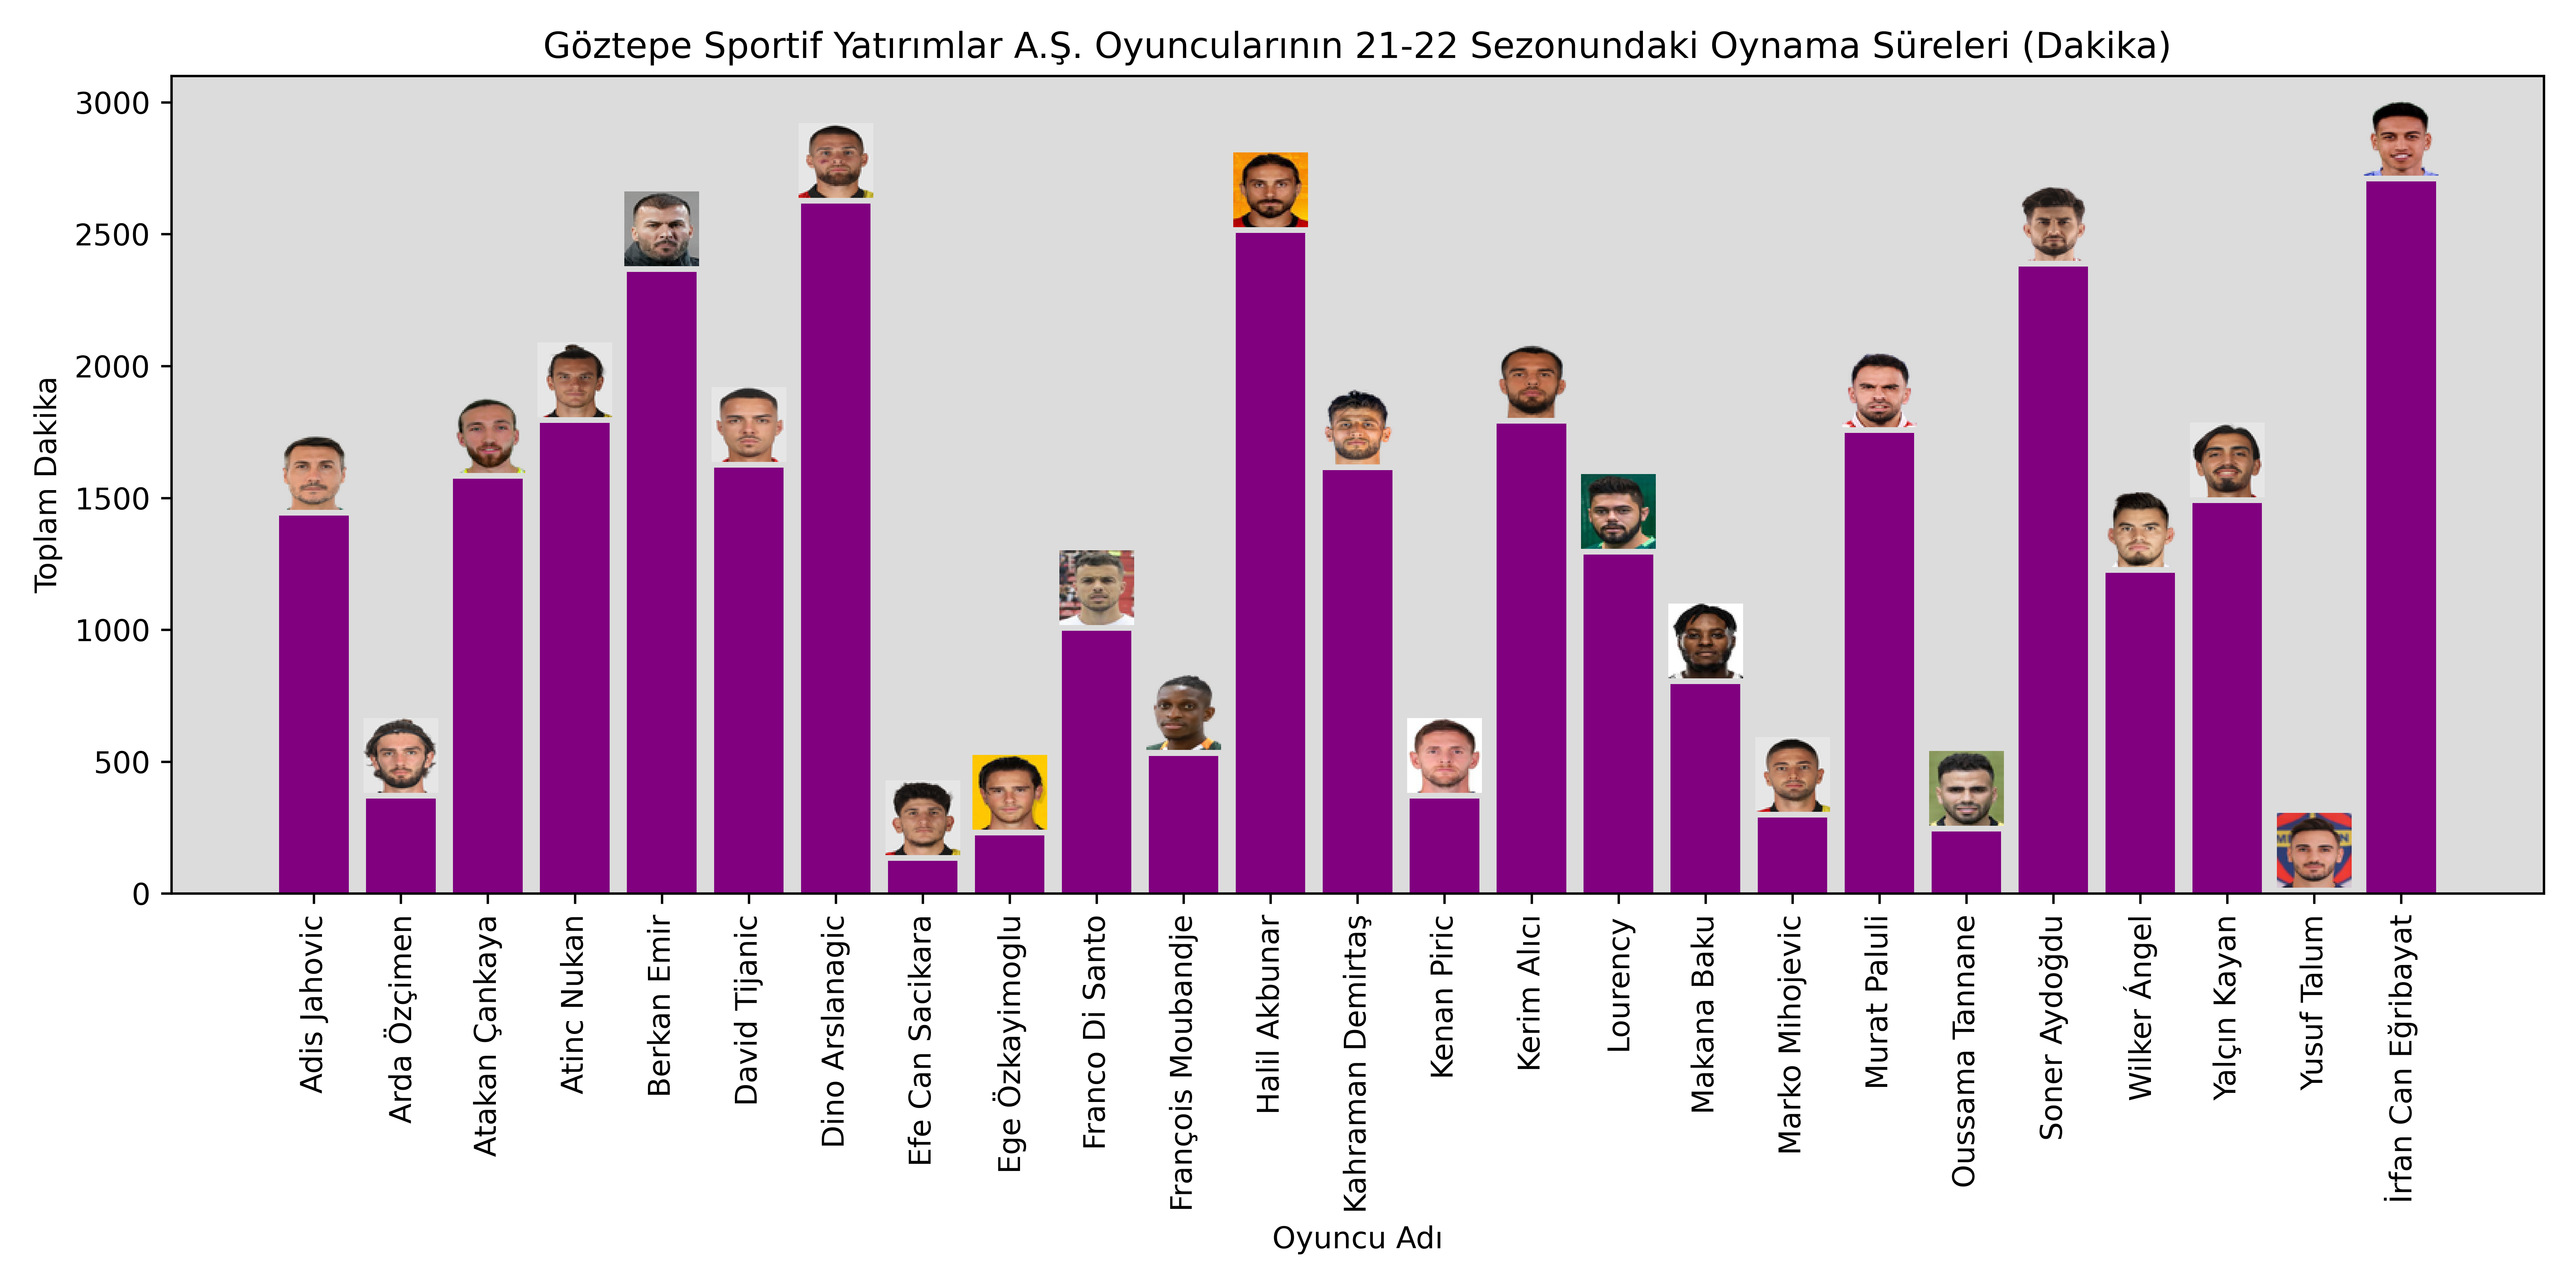 Göztepe Sportif Yatırımlar A.Ş. Oyuncularının 21-22 Sezonundaki Oynama Süreleri (Dakika)
Toplam Dakika
3000
2500
2000
1500
1000
500
0
Adis Jahovic
Arda Özçimen
Atakan Çankaya
Atinc Nukan
Berkan Emir
David Tijanic
Dino Arslanagic
Efe Can Sacikara
Ege Özkayimoglu
Franco Di Santo
François Moubandje
Halil Akbunar
Kahraman Demirtaş
Kenan Piric
Kerim Alıcı
Lourency
Makana Baku
Marko Mihojevic
Murat Paluli
Oussama Tannane
Soner Aydoğdu
Wilker Ángel
Yalçın Kayan
Yusuf Talum
İrfan Can Eğribayat
Oyuncu Adı